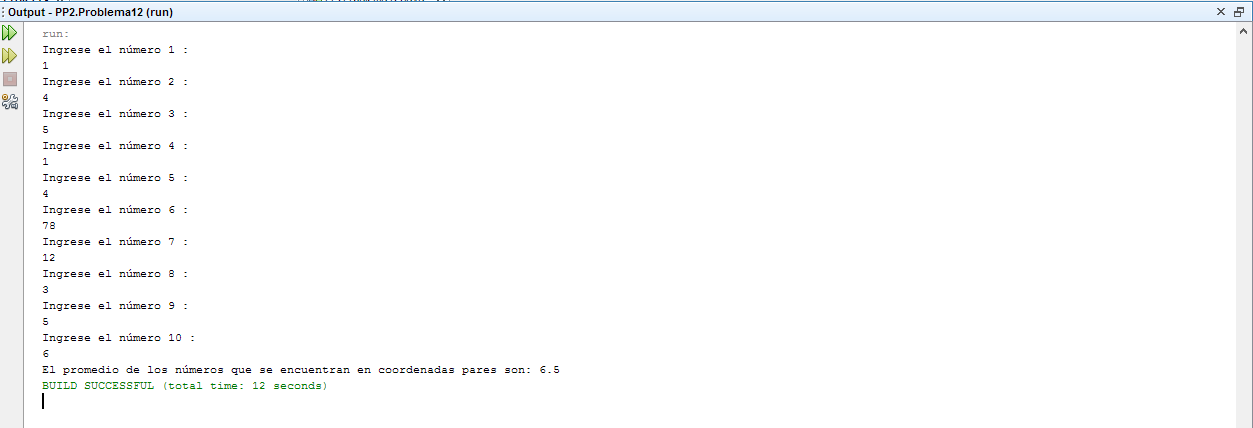 Output - PP2.Problema12 (run)
run:
Ingrese el número 1 :
1
Ingrese el número 2 :
4
Ingrese el número 3 :
5
Ingrese el número 4 :
1
Ingrese el número 5 :
4
Ingrese el número 6 :
78
Ingrese el número 7 :
12
Ingrese el número 8 :
3
Ingrese el número 9 :
5
Ingrese el número 10 :
6
El promedio de los números que se encuentran en coordenadas pares son: 6.5
BUILD SUCCESSFUL (total time: 12 seconds)